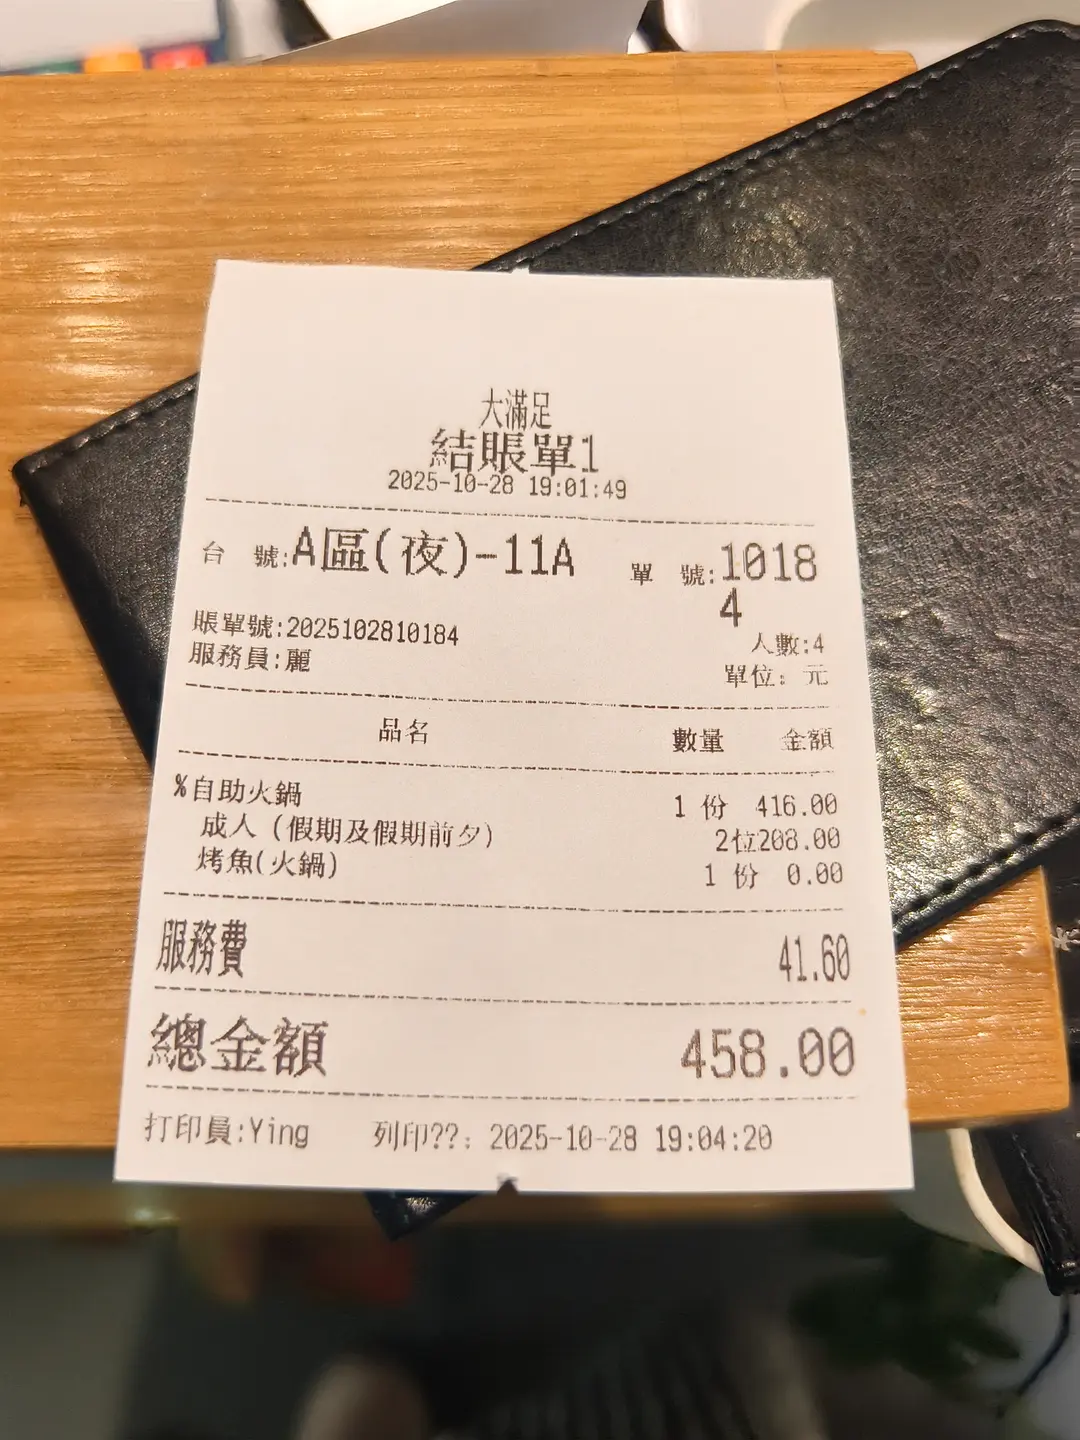 大滿足
結賬單1
2025-10-28 19:01:49
台 號:A區(夜)-11A 單 號:1018
4
賬單號:2025102810184 人數:4
服務員:麗 單位: 元
品名 數量 金額
%自助火鍋 1 份 416.00
成人 (假期及假期前夕) 2位208.00
烤魚(火鍋) 1 份 0.00
服務費 41.60
總金額 458.00
打印員:Ying 列印??: 2025-10-28 19:04:20